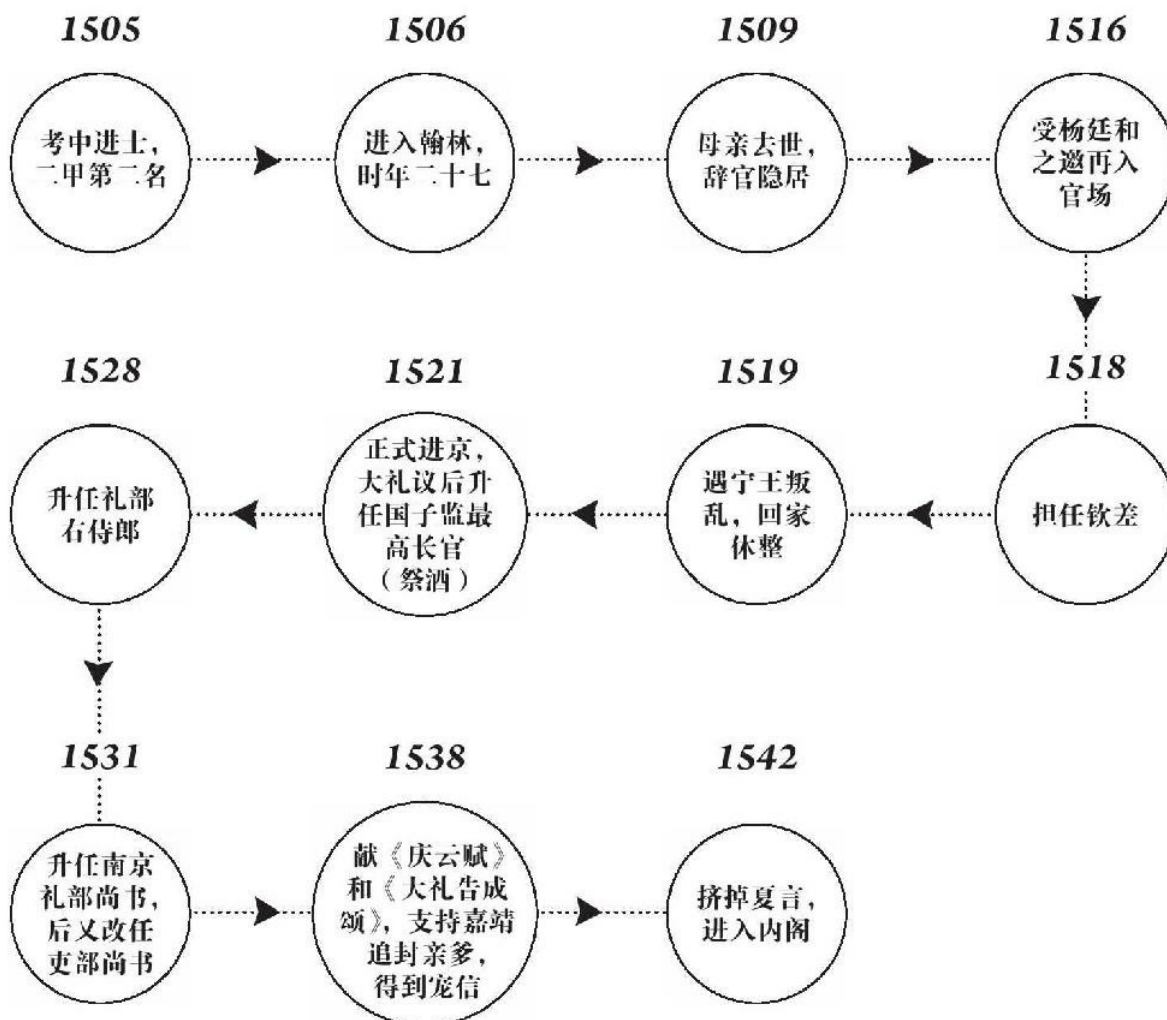 1505
考中进士，
二甲第二名
1506
进入翰林，
时年二十七
1509
母亲去世，
辞官隐居
1516
受杨廷和
之邀再入
官场
1518
担任钦差
1519
遇宁王叛
乱，回家
休整
1521
正式进京，
大礼议后升
任国子监最
高长官
（祭酒）
1528
升任礼部
右侍郎
1531
升任南京
礼部尚书，
后又改任
吏部尚书
1538
献《庆云赋》
和《大礼告成
颂》，支持嘉靖
追封亲爹，
得到宠信
1542
挤掉夏言，
进入内阁